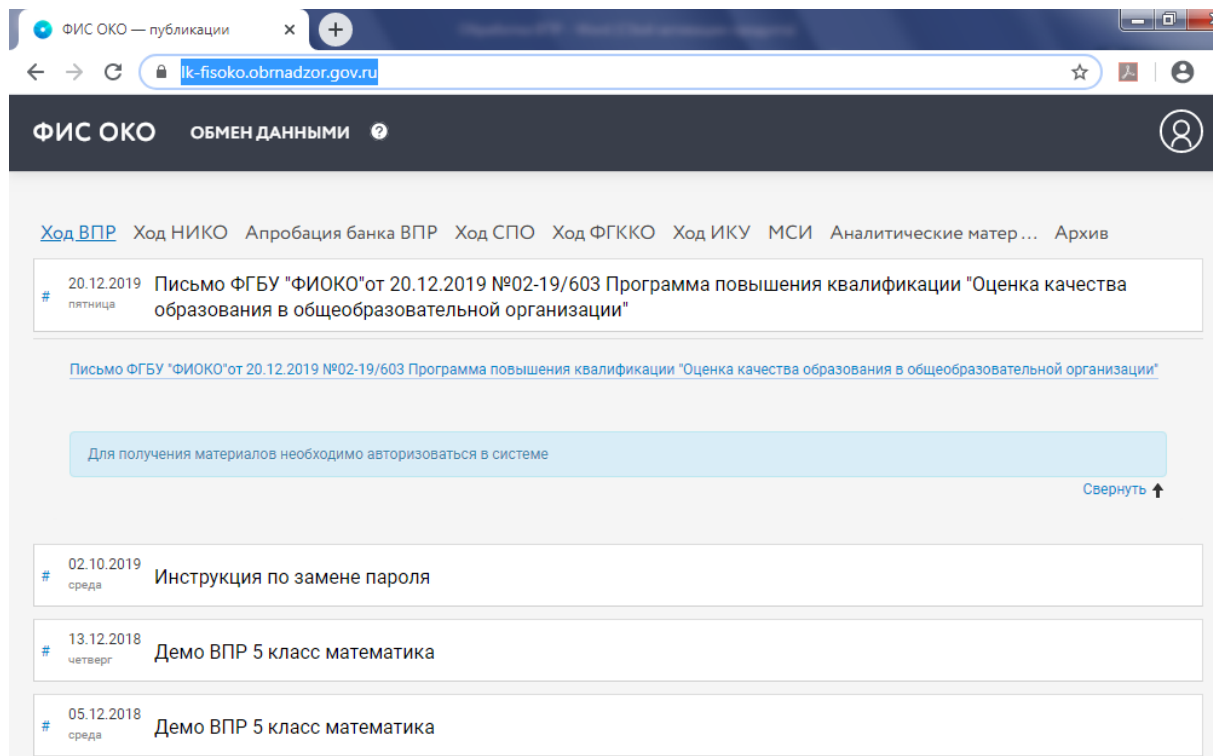 ФИС ОКО — публикации
lk-fisoko.obrnadzor.gov.ru
ФИС ОКО ОБМЕН ДАННЫМИ ?
Ход ВПР Ход НИКО Апробация банка ВПР Ход СПО Ход ФГККО Ход ИКУ МСИ Аналитические матер ... Архив
# 20.12.2019 Письмо ФГБУ "ФИОКО"от 20.12.2019 №02-19/603 Программа повышения квалификации "Оценка качества
пятница образования в общеобразовательной организации"
Письмо ФГБУ "ФИОКО"от 20.12.2019 №02-19/603 Программа повышения квалификации "Оценка качества образования в общеобразовательной организации"
Для получения материалов необходимо авторизоваться в системе
Свернуть
# 02.10.2019 Инструкция по замене пароля
среда
# 13.12.2018 Демо ВПР 5 класс математика
четверг
# 05.12.2018 Демо ВПР 5 класс математика
среда